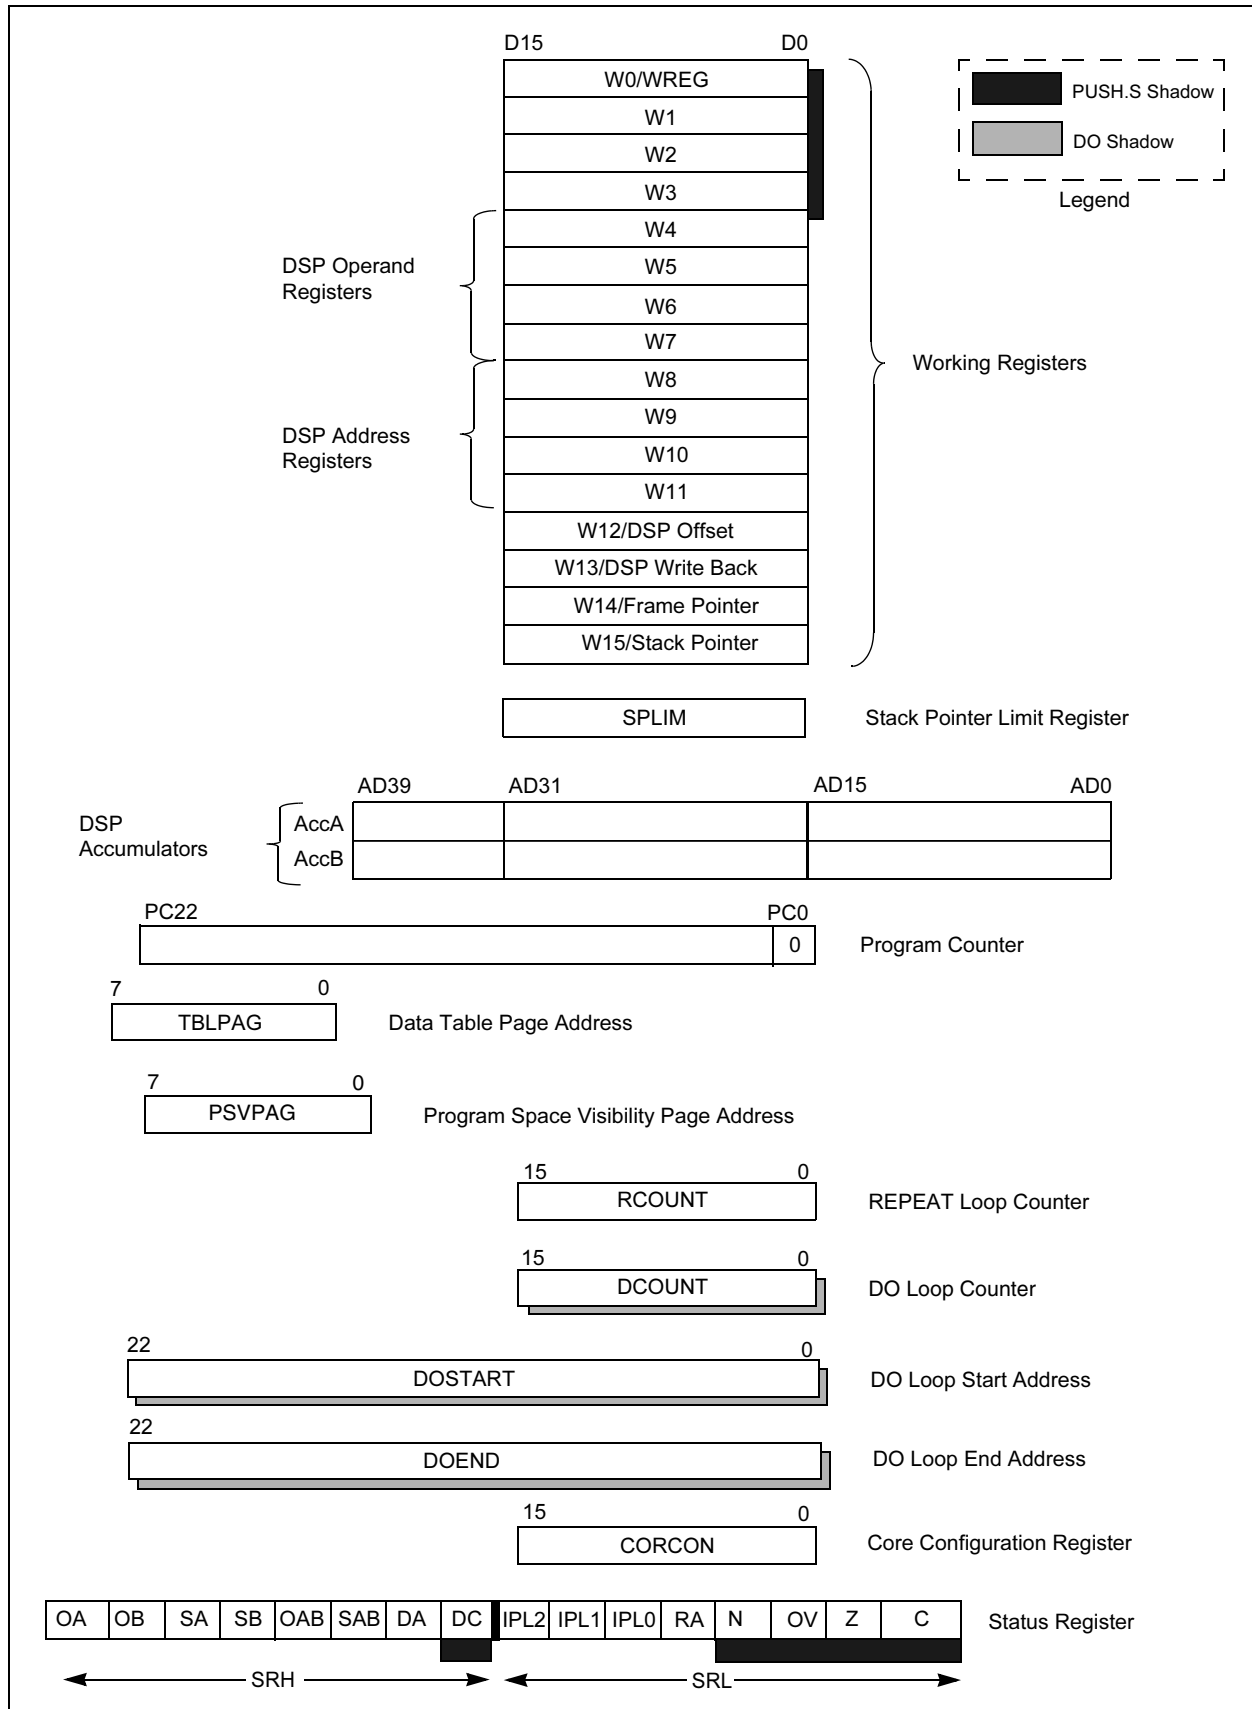 D15 D0
W0/WREG
W1
W2
W3
W4
W5
W6
W7
W8
W9
W10
W11
W12/DSP Offset
W13/DSP Write Back
W14/Frame Pointer
W15/Stack Pointer
PUSH.S Shadow
DO Shadow
Legend
DSP Operand
Registers
DSP Address
Registers
Working Registers
SPLIM
Stack Pointer Limit Register
AD39 AD31 AD15 AD0
DSP
Accumulators
AccA
AccB
PC22 PC0
0
Program Counter
7 0
TBLPAG
Data Table Page Address
7 0
PSVPAG
Program Space Visibility Page Address
15 0
RCOUNT
REPEAT Loop Counter
15 0
DCOUNT
DO Loop Counter
22 0
DOSTART
DO Loop Start Address
22
DOEND
DO Loop End Address
15 0
CORCON
Core Configuration Register
OA OB SA SB OAB SAB DA DC IPL2 IPL1 IPL0 RA N OV Z C
Status Register
SRH SRL